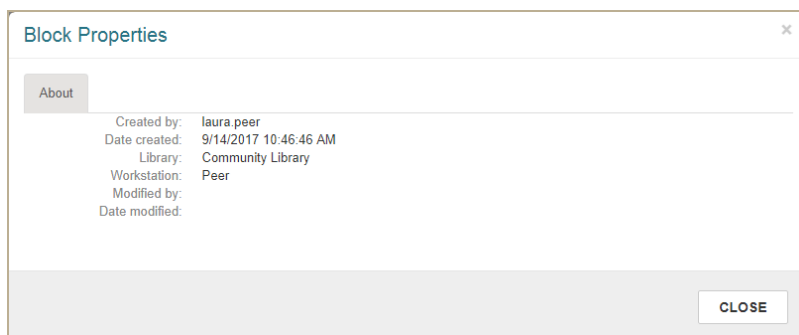 Block Properties ×
About
Created by: laura.peer
Date created: 9/14/2017 10:46:46 AM
Library: Community Library
Workstation: Peer
Modified by:
Date modified:
CLOSE